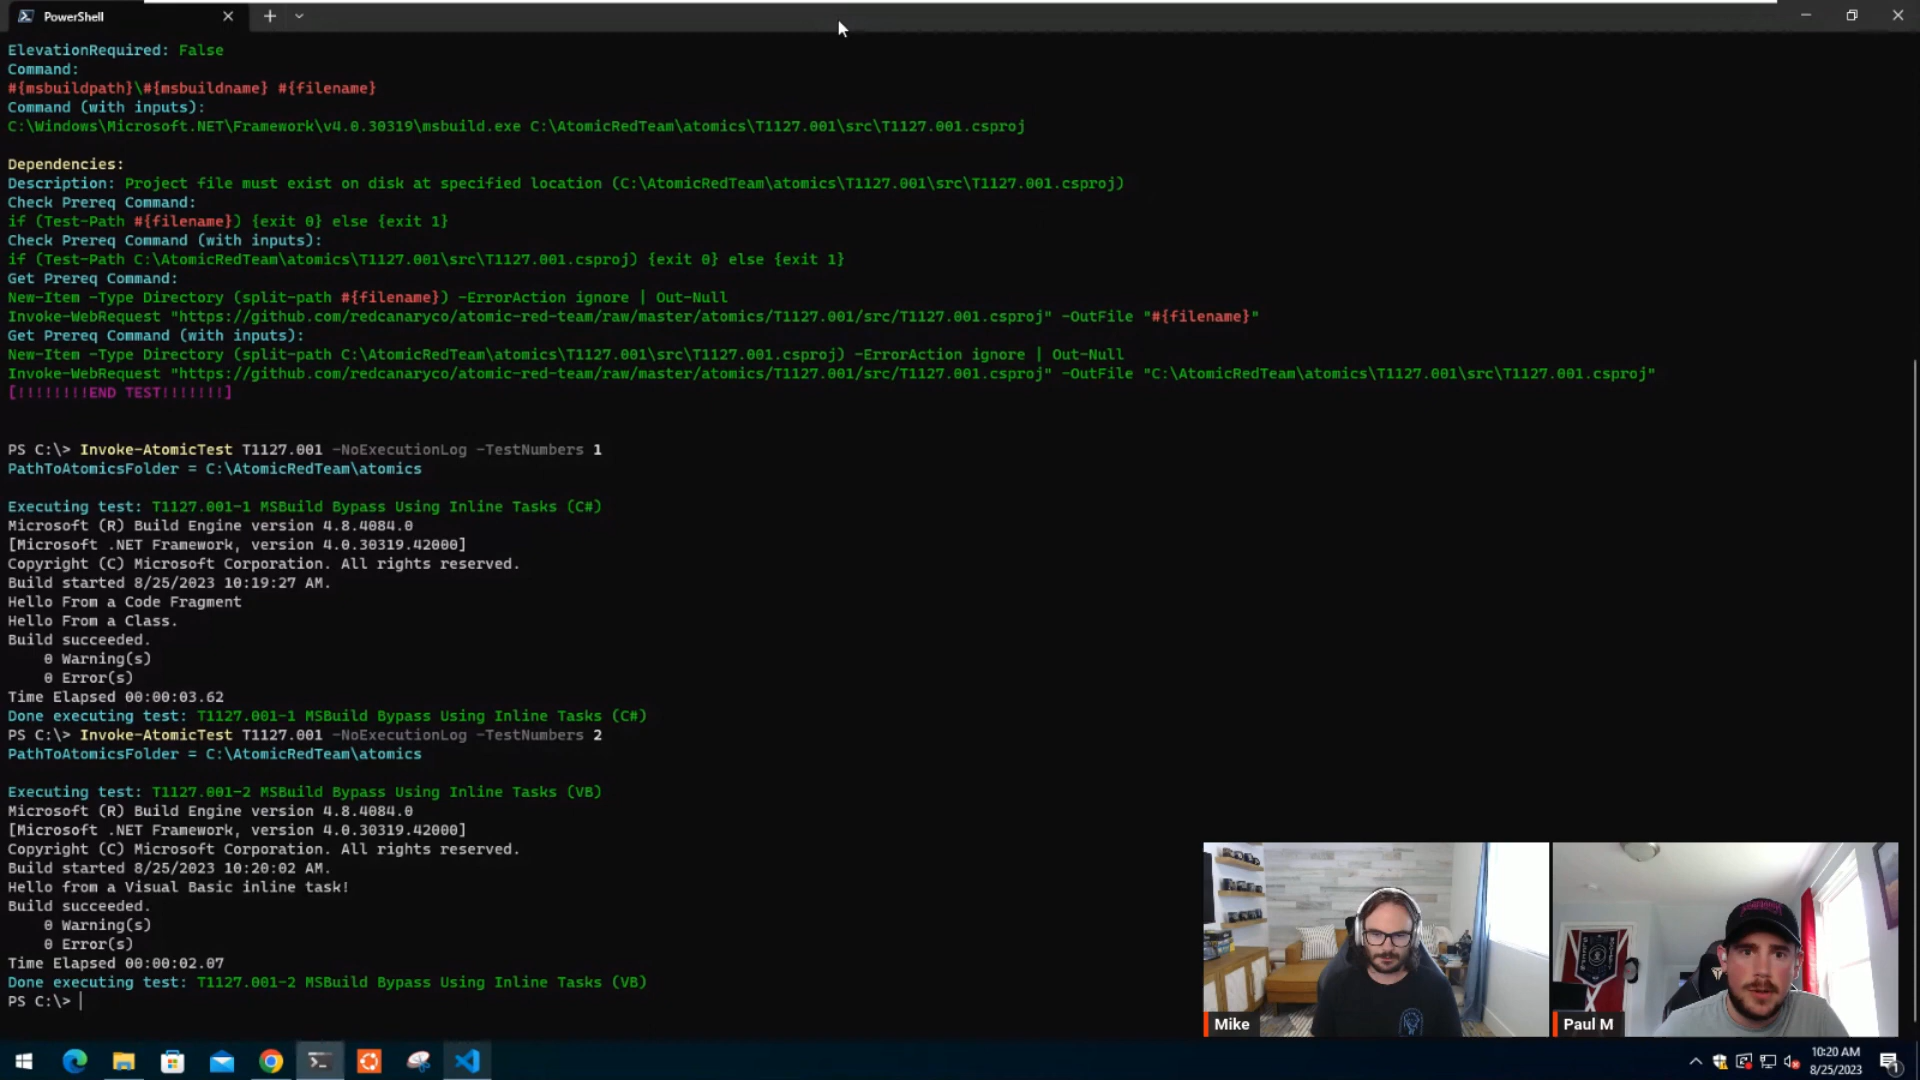 PowerShell
ElevationRequired: False
Command:
#{msbuildpath}\#{msbuildname} #{filename}
Command (with inputs):
C:\Windows\Microsoft.NET\Framework\v4.0.30319\msbuild.exe C:\AtomicRedTeam\atomics\T1127.001\src\T1127.001.csproj
Dependencies:
Description: Project file must exist on disk at specified location (C:\AtomicRedTeam\atomics\T1127.001\src\T1127.001.csproj)
Check Prereq Command:
if (Test-Path #{filename}) {exit 0} else {exit 1}
Check Prereq Command (with inputs):
if (Test-Path C:\AtomicRedTeam\atomics\T1127.001\src\T1127.001.csproj) {exit 0} else {exit 1}
Get Prereq Command:
New-Item -Type Directory (split-path #{filename}) -ErrorAction ignore | Out-Null
Invoke-WebRequest "https://github.com/redcanaryco/atomic-red-team/raw/master/atomics/T1127.001/src/T1127.001.csproj" -OutFile "#{filename}"
Get Prereq Command (with inputs):
New-Item -Type Directory (split-path C:\AtomicRedTeam\atomics\T1127.001\src\T1127.001.csproj) -ErrorAction ignore | Out-Null
Invoke-WebRequest "https://github.com/redcanaryco/atomic-red-team/raw/master/atomics/T1127.001/src/T1127.001.csproj" -OutFile "C:\AtomicRedTeam\atomics\T1127.001\src\T1127.001.csproj"
[!!!!!!!!END TEST!!!!!!!]
PS C:\> Invoke-AtomicTest T1127.001 -NoExecutionLog -TestNumbers 1
PathToAtomicsFolder = C:\AtomicRedTeam\atomics
Executing test: T1127.001-1 MSBuild Bypass Using Inline Tasks (C#)
Microsoft (R) Build Engine version 4.8.4084.0
[Microsoft .NET Framework, version 4.0.30319.42000]
Copyright (C) Microsoft Corporation. All rights reserved.
Build started 8/25/2023 10:19:27 AM.
Hello From a Code Fragment
Hello From a Class.
Build succeeded.
0 Warning(s)
0 Error(s)
Time Elapsed 00:00:03.62
Done executing test: T1127.001-1 MSBuild Bypass Using Inline Tasks (C#)
PS C:\> Invoke-AtomicTest T1127.001 -NoExecutionLog -TestNumbers 2
PathToAtomicsFolder = C:\AtomicRedTeam\atomics
Executing test: T1127.001-2 MSBuild Bypass Using Inline Tasks (VB)
Microsoft (R) Build Engine version 4.8.4084.0
[Microsoft .NET Framework, version 4.0.30319.42000]
Copyright (C) Microsoft Corporation. All rights reserved.
Build started 8/25/2023 10:20:02 AM.
Hello from a Visual Basic inline task!
Build succeeded.
0 Warning(s)
0 Error(s)
Time Elapsed 00:00:02.07
Done executing test: T1127.001-2 MSBuild Bypass Using Inline Tasks (VB)
PS C:\>
Mike
Paul M
10:20 AM
8/25/2023
1